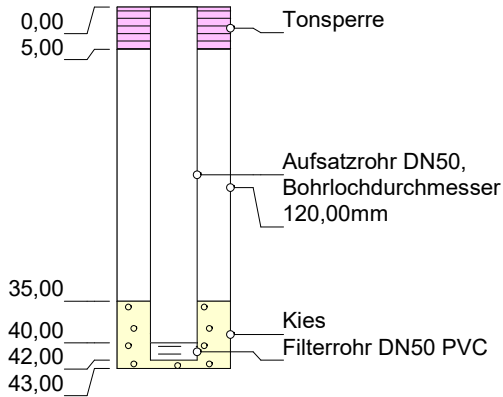 0,00
Tonsperre
5,00
Aufsatzrohr DN50,
Bohrlochdurchmesser
120,00mm
35,00
Kies
40,00
Filterrohr DN50 PVC
42,00
43,00